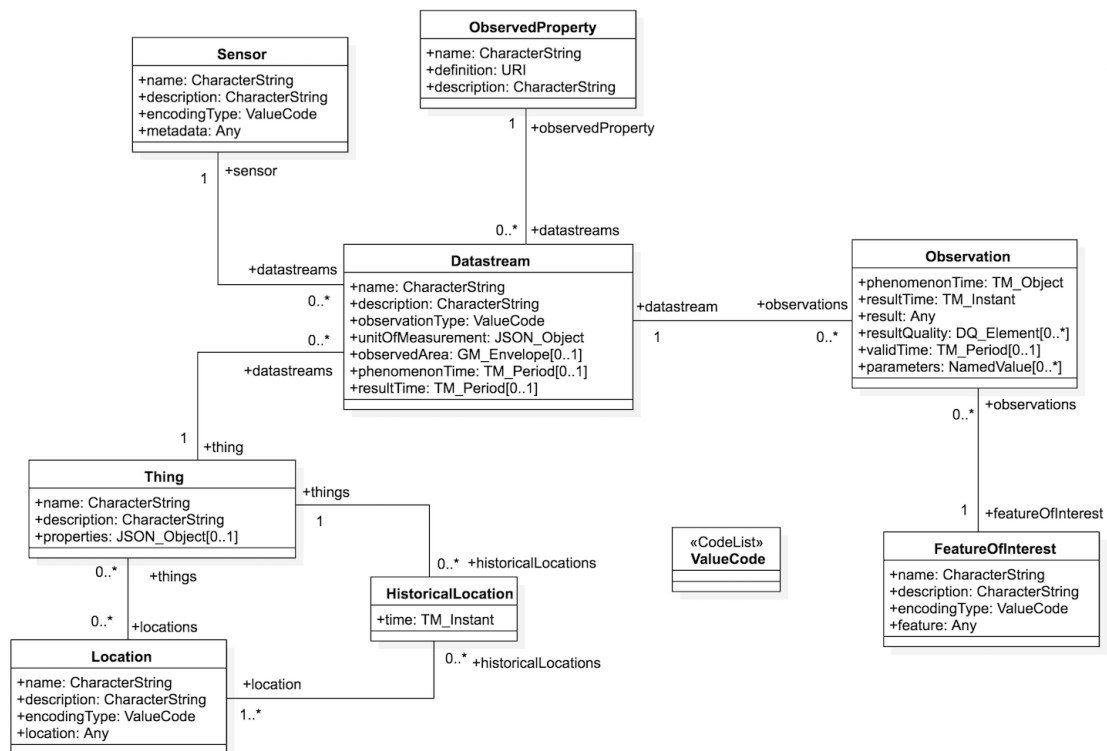 ObservedProperty
+name: CharacterString
+definition: URI
+description: CharacterString
Sensor
+name: CharacterString
+description: CharacterString
+encodingType: ValueCode
+metadata: Any
1
+observedProperty
1
+sensor
0..*
+datastreams
+datastreams
0..*
Datastream
+name: CharacterString
+description: CharacterString
+observationType: ValueCode
+unitOfMeasurement: JSON_Object
+observedArea: GM_Envelope[0..1]
+phenomenonTime: TM_Period[0..1]
+resultTime: TM_Period[0..1]
+datastream
1
+observations
0..*
Observation
+phenomenonTime: TM_Object
+resultTime: TM_Instant
+result: Any
+resultQuality: DQ_Element[0..*]
+validTime: TM_Period[0..1]
+parameters: NamedValue[0..*]
0..*
+datastreams
0..*
+observations
1
+thing
Thing
+name: CharacterString
+description: CharacterString
+properties: JSON_Object[0..1]
+things
1
1
+featureOfInterest
«CodeList»
ValueCode
FeatureOfInterest
+name: CharacterString
+description: CharacterString
+encodingType: ValueCode
+feature: Any
0..*
+things
0..*
+historicalLocations
HistoricalLocation
+time: TM_Instant
0..*
+locations
0..*
+historicalLocations
Location
+name: CharacterString
+description: CharacterString
+encodingType: ValueCode
+location: Any
+location
1..*